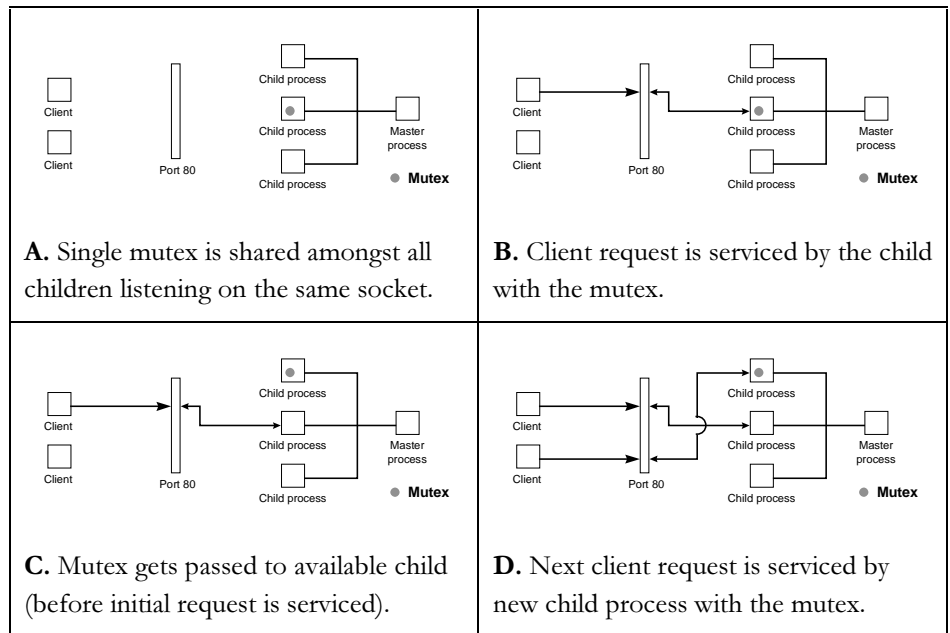 Child process
Client
Child process
Master
process
Client
Port 80
Child process
Mutex
A. Single mutex is shared amongst all
children listening on the same socket.
Child process
Client
Child process
Master
process
Client
Port 80
Child process
Mutex
B. Client request is serviced by the child
with the mutex.
Child process
Client
Child process
Master
process
Client
Port 80
Child process
Mutex
C. Mutex gets passed to available child
(before initial request is serviced).
Child process
Client
Child process
Master
process
Client
Port 80
Child process
Mutex
D. Next client request is serviced by
new child process with the mutex.